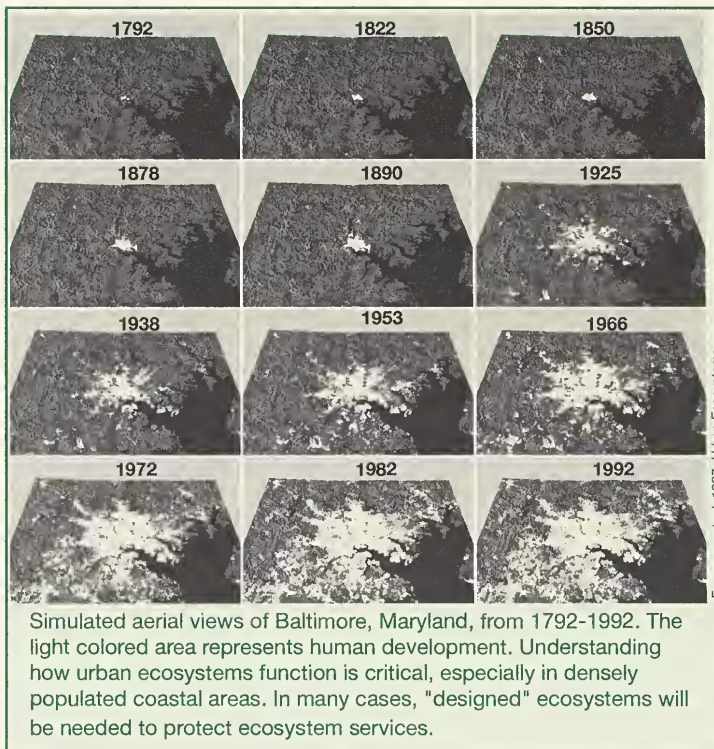 1792 1822 1850
1878 1890 1925
1938 1953 1966
1972 1982 1992
Simulated aerial views of Baltimore, Maryland, from 1792-1992. The
light colored area represents human development. Understanding
how urban ecosystems function is critical, especially in densely
populated coastal areas. In many cases, "designed" ecosystems will
be needed to protect ecosystem services.